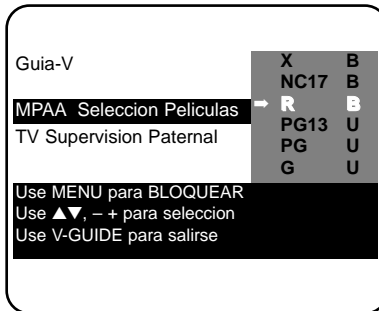 Guia-V
X B
NC17 B
MPAA Seleccion Peliculas ➡ R B
PG13 U
TV Supervision Paternal
PG U
G U
Use MENU para BLOQUEAR
Use ▲▼, – + para seleccion
Use V-GUIDE para salirse